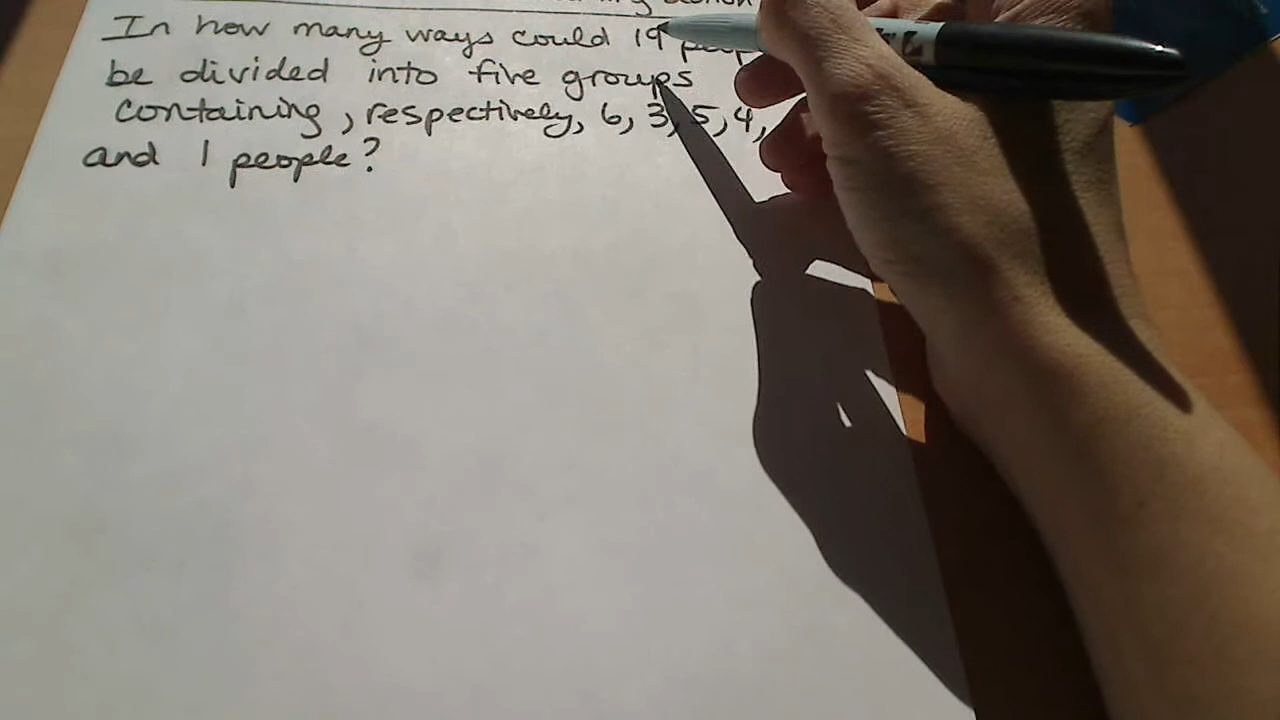 In how many ways could 19
be divided into five groups
containing, respectively, 6, 3, 5, 4,
and 1 people?